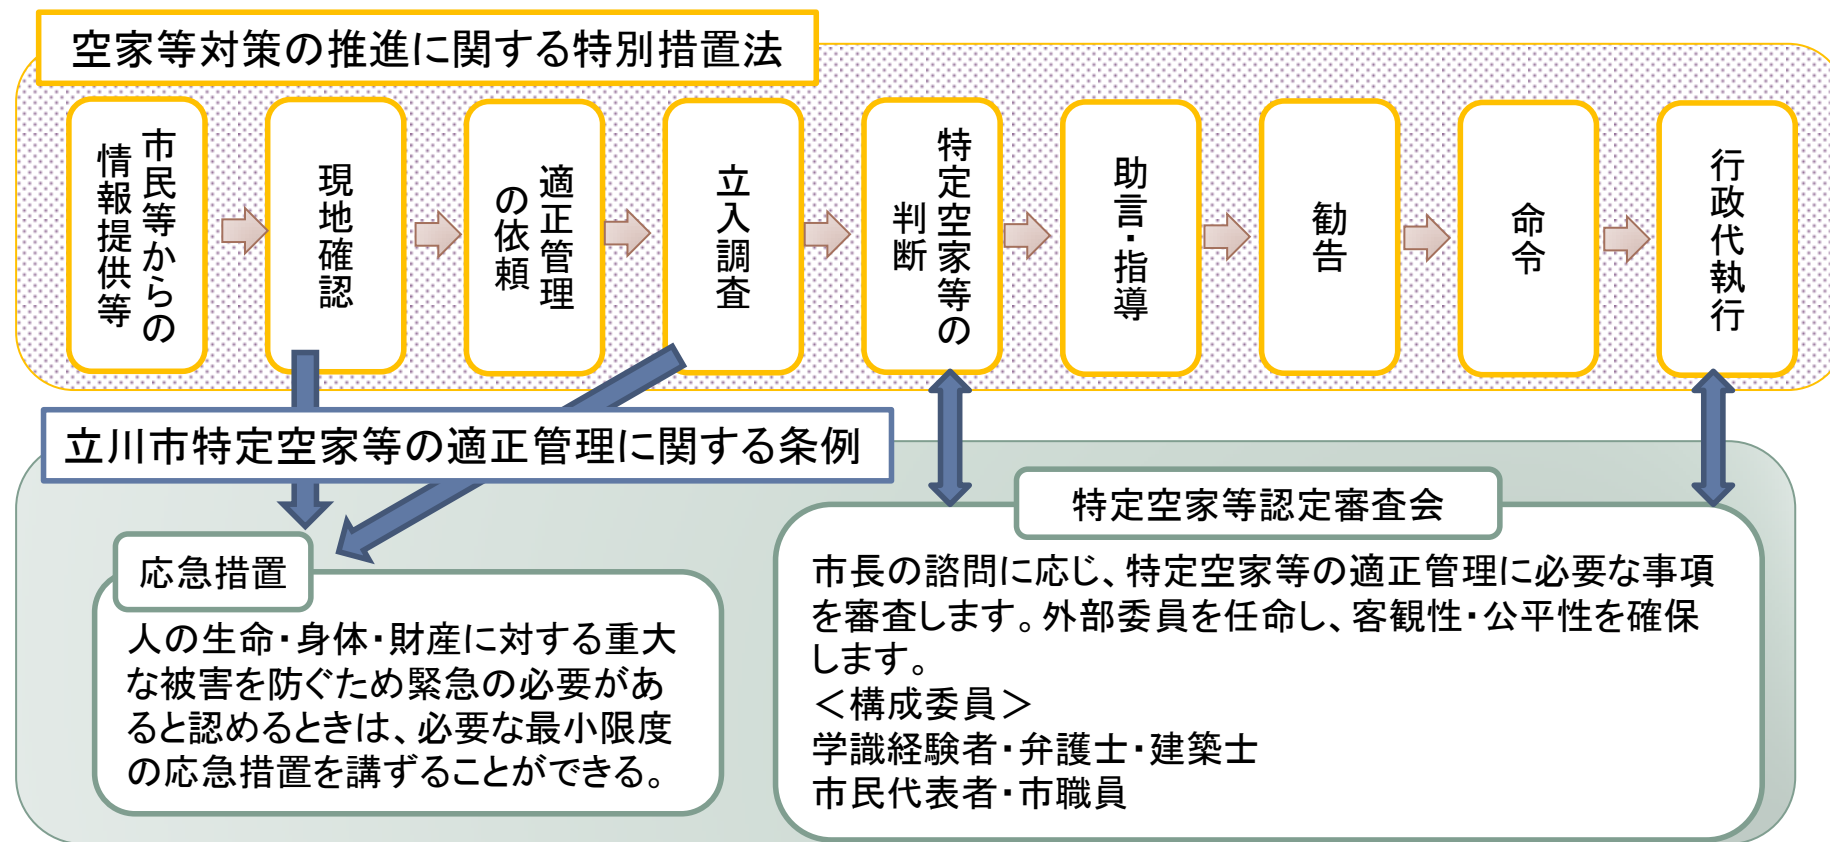 空家等対策の推進に関する特別措置法
市民等からの
情報提供等
現地確認
適正管理
の依頼
立入調査
特定空家等の
判断
助言・指導
勧告
命令
行政代執行
立川市特定空家等の適正管理に関する条例
応急措置
人の生命・身体・財産に対する重大
な被害を防ぐため緊急の必要があ
ると認めるときは、必要な最小限度
の応急措置を講ずることができる。
特定空家等認定審査会
市長の諮問に応じ、特定空家等の適正管理に必要な事項
を審査します。外部委員を任命し、客観性・公平性を確保
します。
＜構成委員＞
学識経験者・弁護士・建築士
市民代表者・市職員